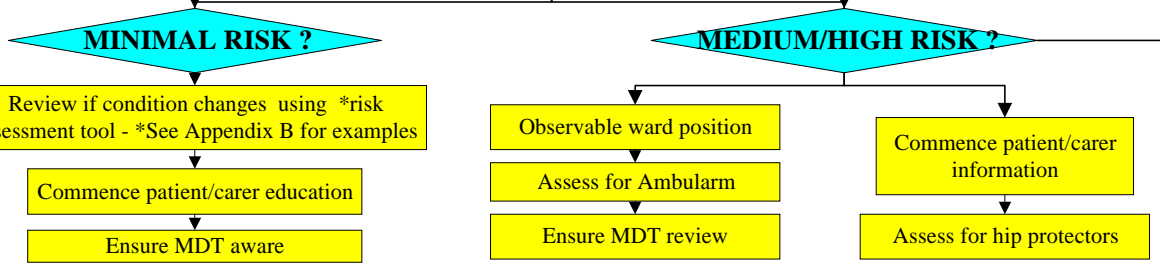 MINIMAL RISK ?
Review if condition changes using *risk
sessment tool - *See Appendix B for examples
Commence patient/carer education
Ensure MDT aware
MEDIUM/HIGH RISK ?
Observable ward position
Assess for Ambularm
Ensure MDT review
Commence patient/carer
information
Assess for hip protectors